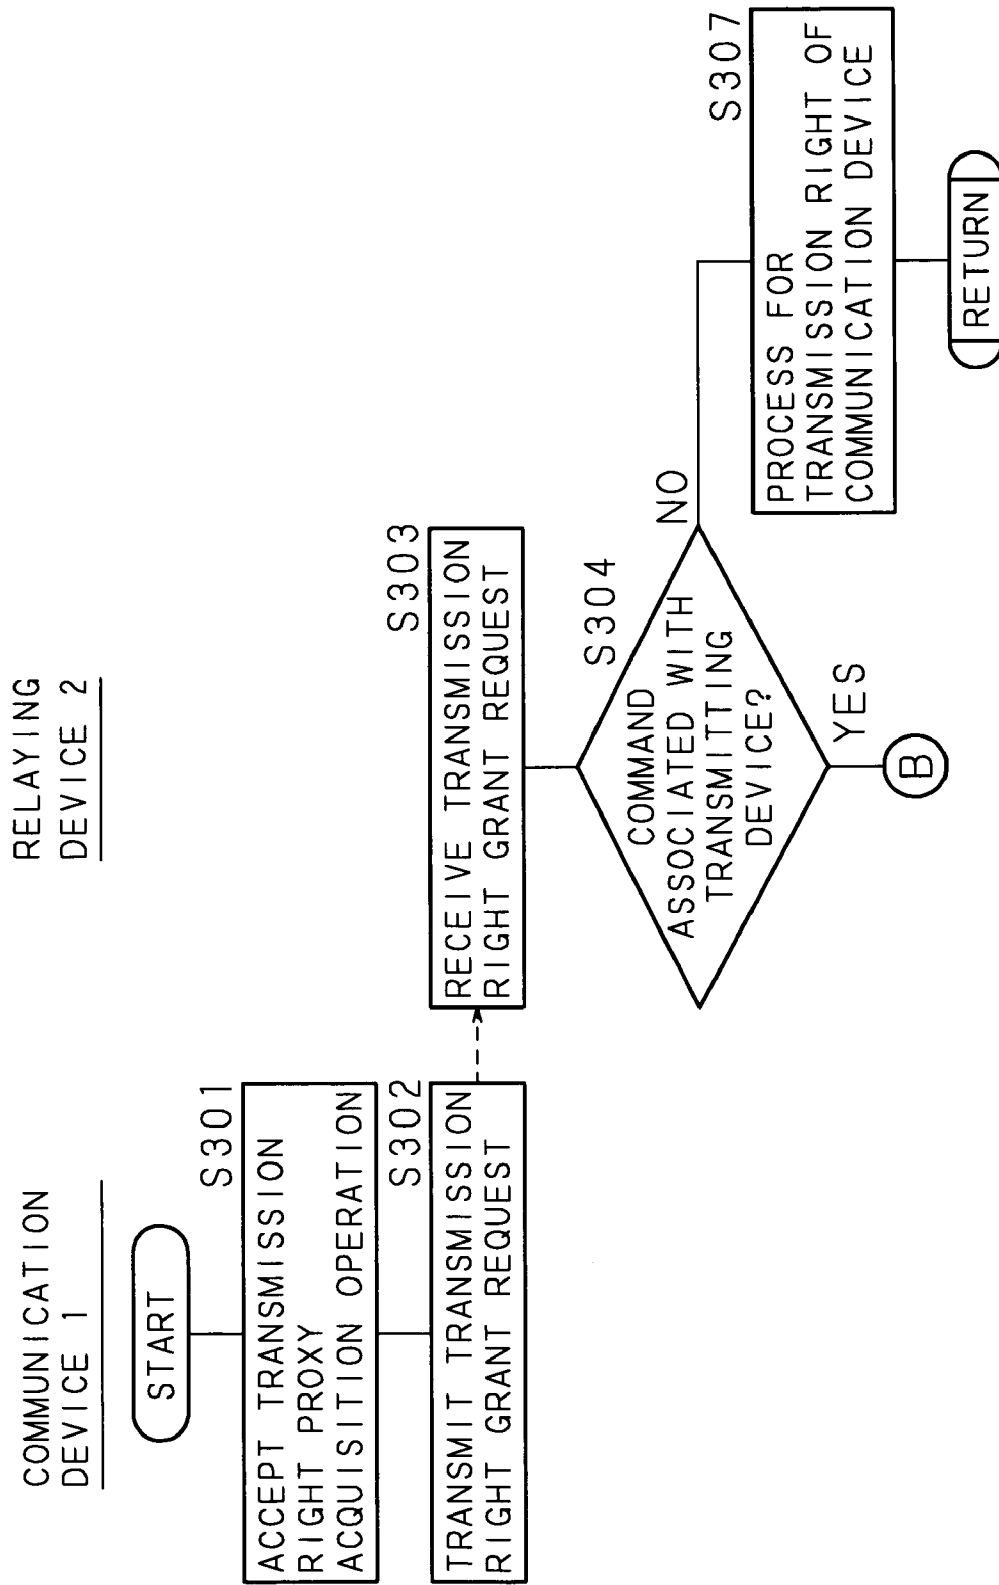 COMMUNICATION
DEVICE 1
RELAYING
DEVICE 2
START
S301
ACCEPT TRANSMISSION
RIGHT PROXY
ACQUISITION OPERATION
S302
TRANSMIT TRANSMISSION
RIGHT GRANT REQUEST
S303
RECEIVE TRANSMISSION
RIGHT GRANT REQUEST
S304
COMMAND
ASSOCIATED WITH
TRANSMITTING
DEVICE?
NO
YES
B
S307
PROCESS FOR
TRANSMISSION RIGHT OF
COMMUNICATION DEVICE
RETURN